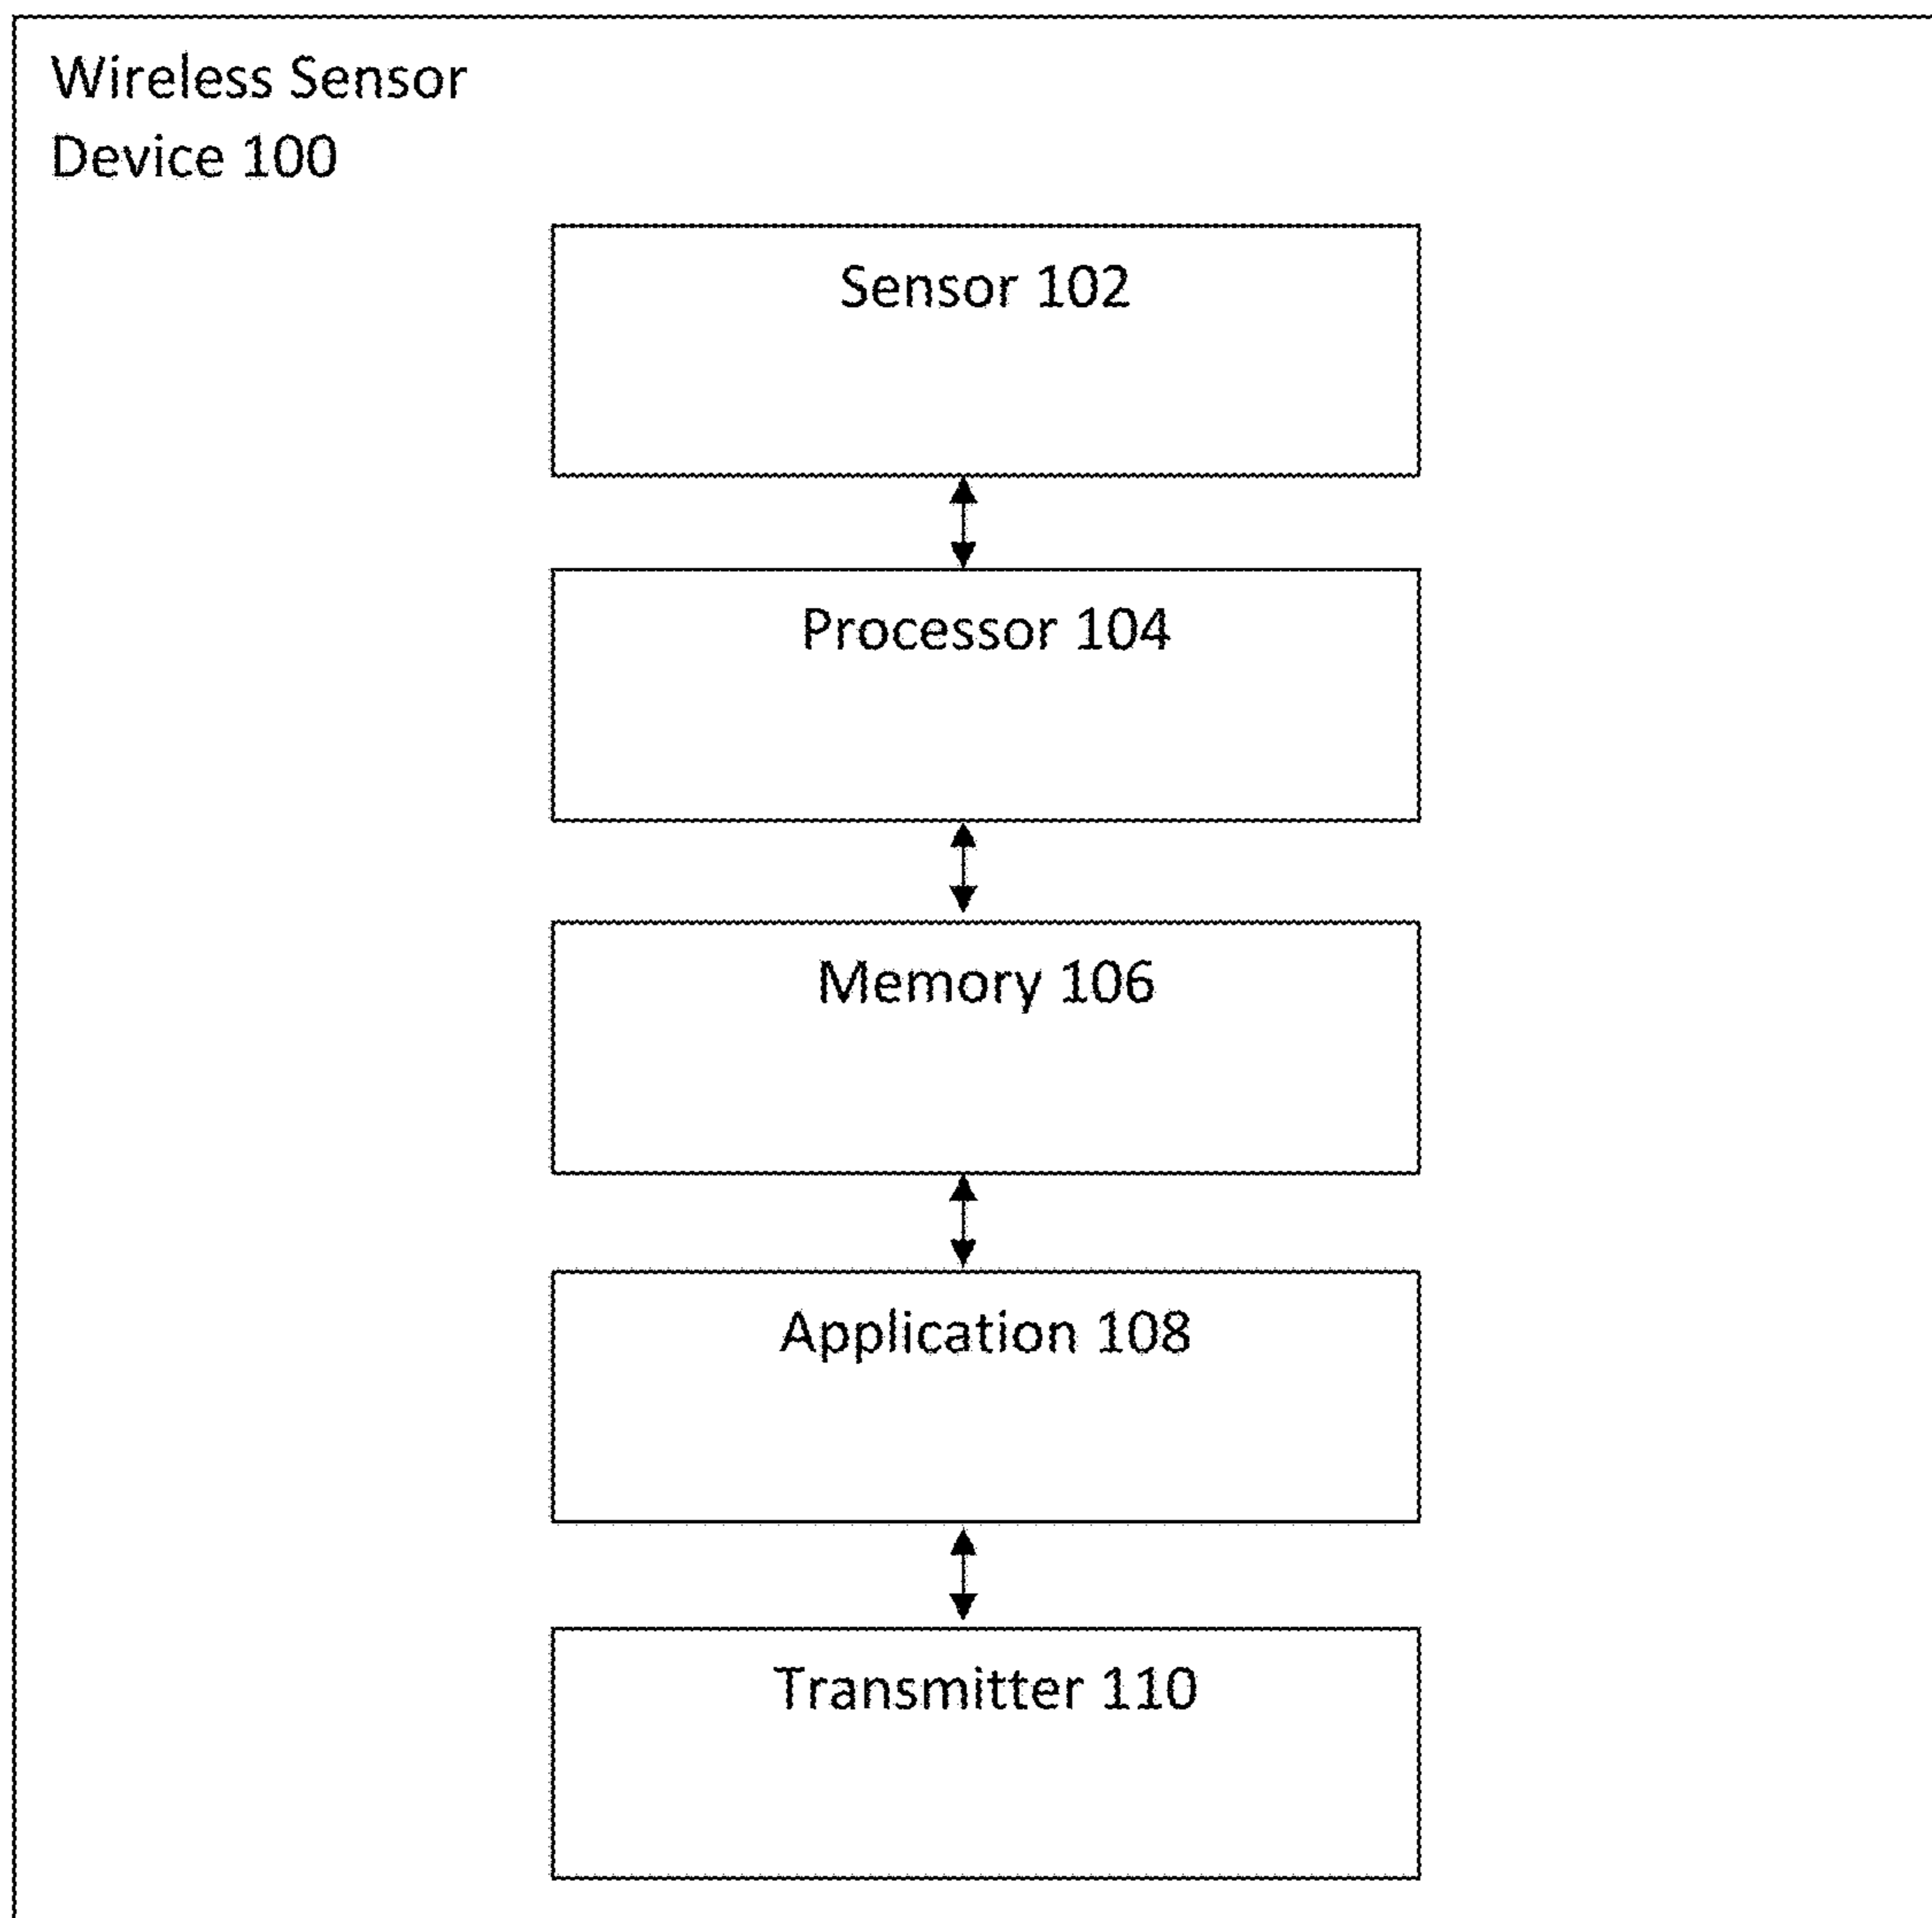 Wireless Sensor
Device 100
Sensor 102
Processor 104
Memory 106
Application 108
Transmitter 110